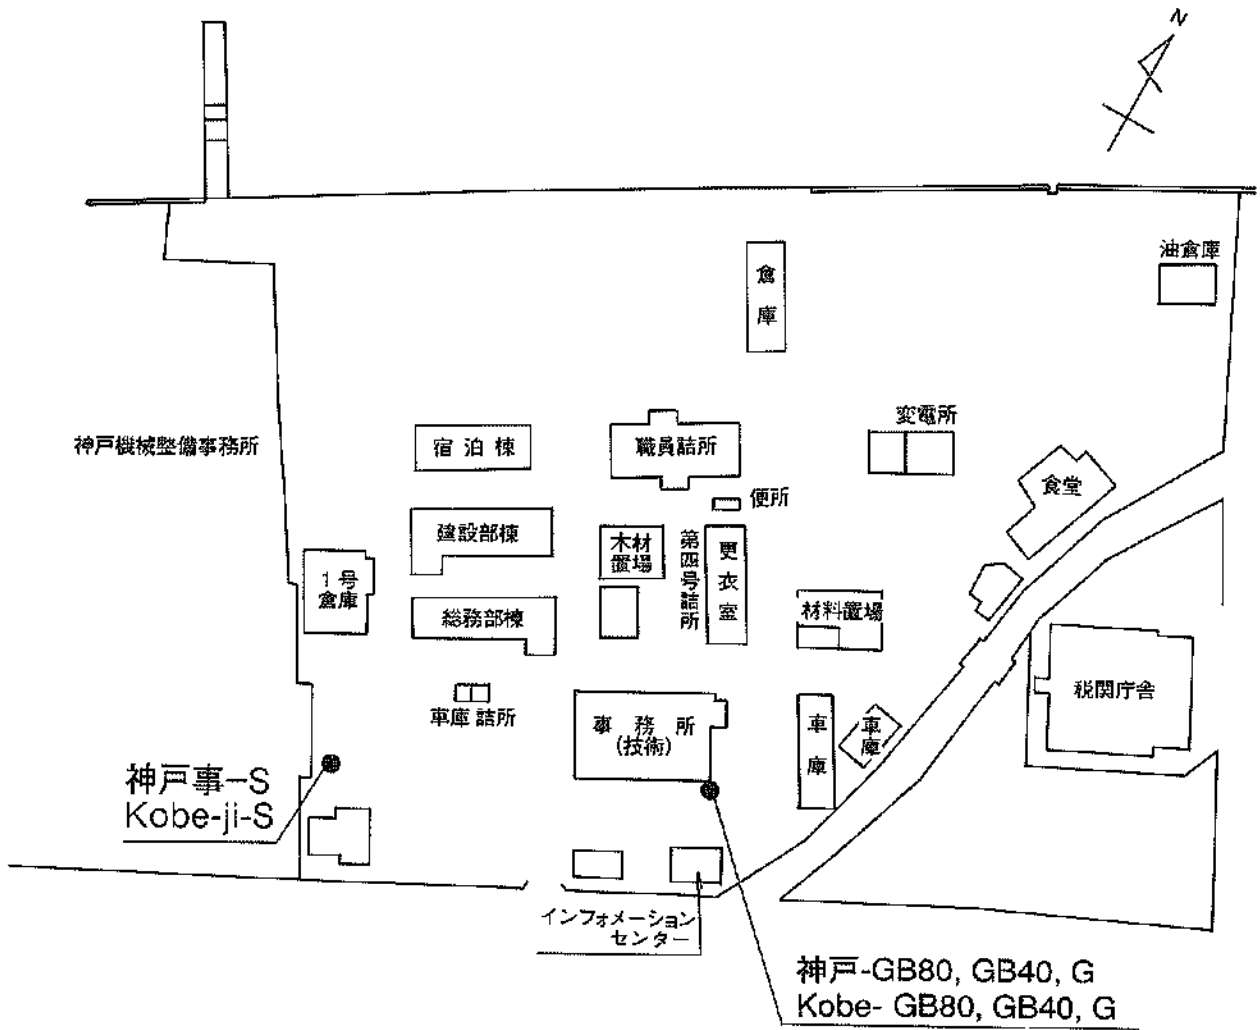 N
油倉庫
倉庫
変電所
神戸機械整備事務所
宿泊棟
職員詰所
食堂
便所
建設部棟
木材
置場
第四号詰所
更衣室
1号
倉庫
総務部棟
材料置場
税関庁舎
車庫 詰所
事務所
(技術)
車庫
車庫
神戸事-S
Kobe-ji-S
インフォメーション
センター
神戸-GB80, GB40, G
Kobe- GB80, GB40, G